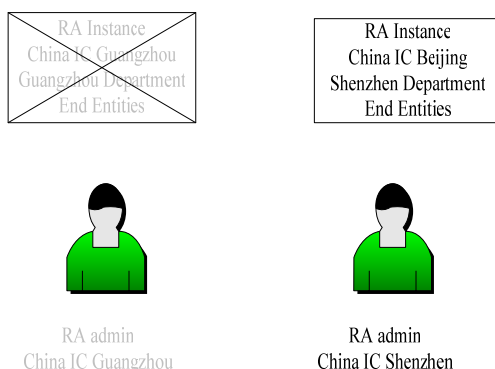 RA Instance
China IC Guangzhou
Guangzhou Department
End Entities
RA Instance
China IC Beijing
Shenzhen Department
End Entities
RA admin
China IC Guangzhou
RA admin
China IC Shenzhen